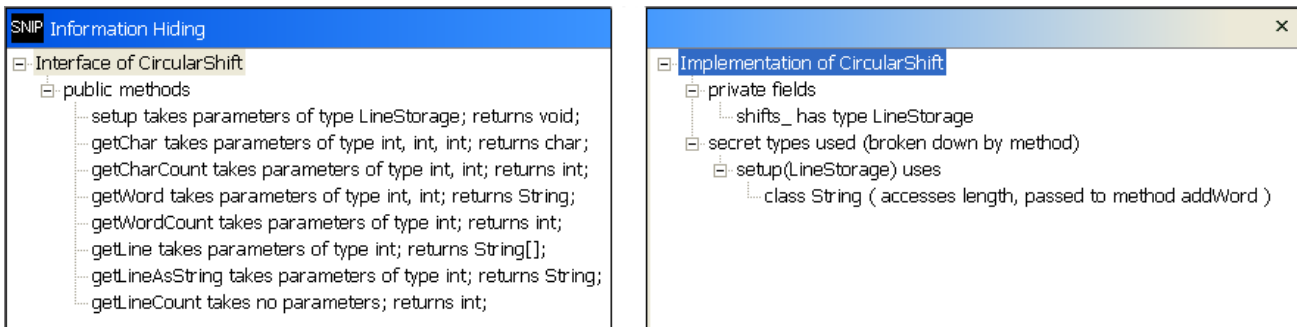 SNIP Information Hiding
Interface of CircularShift
public methods
setup takes parameters of type LineStorage; returns void;
getChar takes parameters of type int, int, int; returns char;
getCharCount takes parameters of type int, int; returns int;
getWord takes parameters of type int, int; returns String;
getWordCount takes parameters of type int; returns int;
getLine takes parameters of type int; returns String[];
getLineAsString takes parameters of type int; returns String;
getLineCount takes no parameters; returns int;
Implementation of CircularShift
private fields
shifts_ has type LineStorage
secret types used (broken down by method)
setup(LineStorage) uses
class String ( accesses length, passed to method addWord )